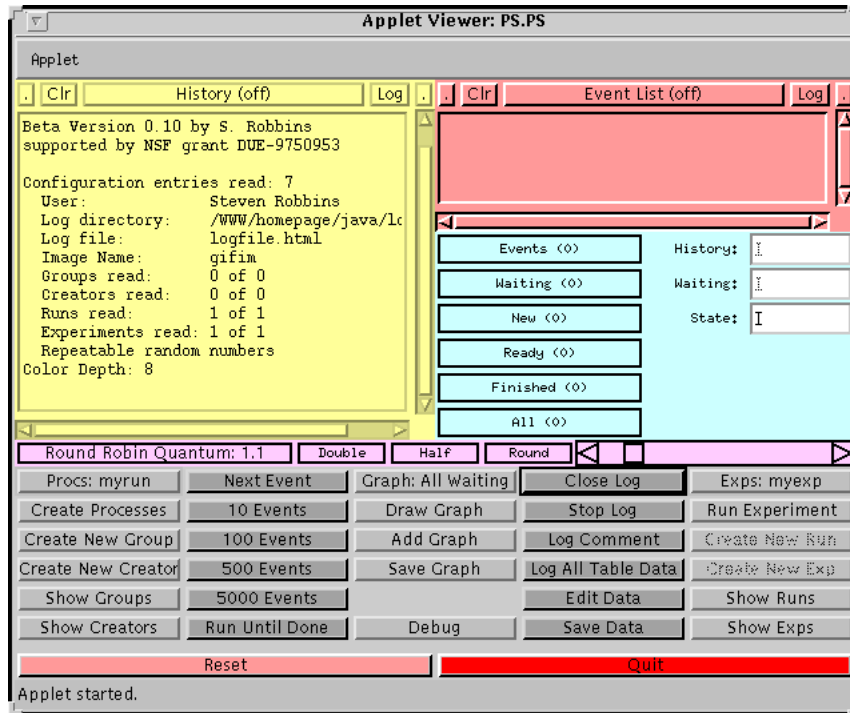 Applet Viewer: PS.PS
Applet
. Clr History (off) Log .
. Clr Event List (off) Log .
Beta Version 0.10 by S. Robbins
supported by NSF grant DUE-9750953
Configuration entries read: 7
User: Steven Robbins
Log directory: /WWW/homepage/java/lo
Log file: logfile.html
Image Name: gifim
Groups read: 0 of 0
Creators read: 0 of 0
Runs read: 1 of 1
Experiments read: 1 of 1
Repeatable random numbers
Color Depth: 8
Events (0) History:
Waiting (0) Waiting:
New (0) State:
Ready (0)
Finished (0)
All (0)
Round Robin Quantum: 1.1 Double Half Round
Procs: myrun Next Event Graph: All Waiting Close Log Exps: myexp
Create Processes 10 Events Draw Graph Stop Log Run Experiment
Create New Group 100 Events Add Graph Log Comment Create New Run
Create New Creator 500 Events Save Graph Log All Table Data Create New Exp
Show Groups 5000 Events Edit Data Show Runs
Show Creators Run Until Done Debug Save Data Show Exps
Reset Quit
Applet started.